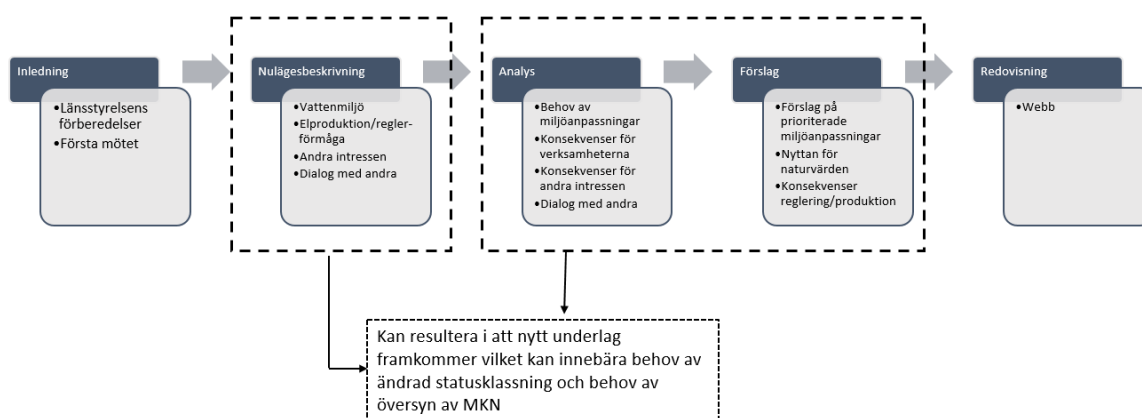 Inledning
•Länsstyrelsens
förberedelser
•Första mötet
Nulägesbeskrivning
•Vattenmiljö
•Elproduktion/regler-
förmåga
•Andra intressen
•Dialog med andra
Analys
•Behov av
miljöanpassningar
•Konsekvenser för
verksamheterna
•Konsekvenser för
andra intressen
•Dialog med andra
Förslag
•Förslag på
prioriterade
miljöanpassningar
•Nyttan för
naturvärden
•Konsekvenser
reglering/produktion
Redovisning
•Webb
Kan resultera i att nytt underlag
framkommer vilket kan innebära behov av
ändrad statusklassning och behov av
översyn av MKN